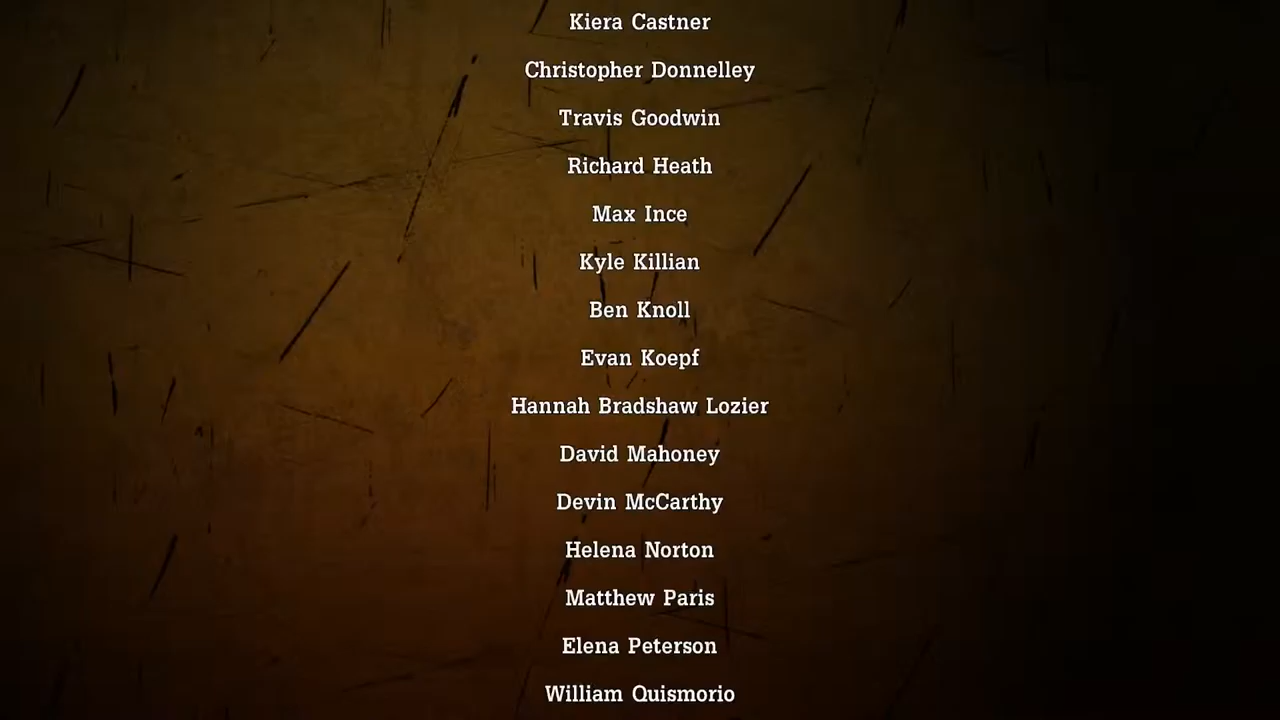 Kiera Castner
Christopher Donnelley
Travis Goodwin
Richard Heath
Max Ince
Kyle Killian
Ben Knoll
Evan Koepf
Hannah Bradshaw Lozier
David Mahoney
Devin McCarthy
Helena Norton
Matthew Paris
Elena Peterson
William Quismorio